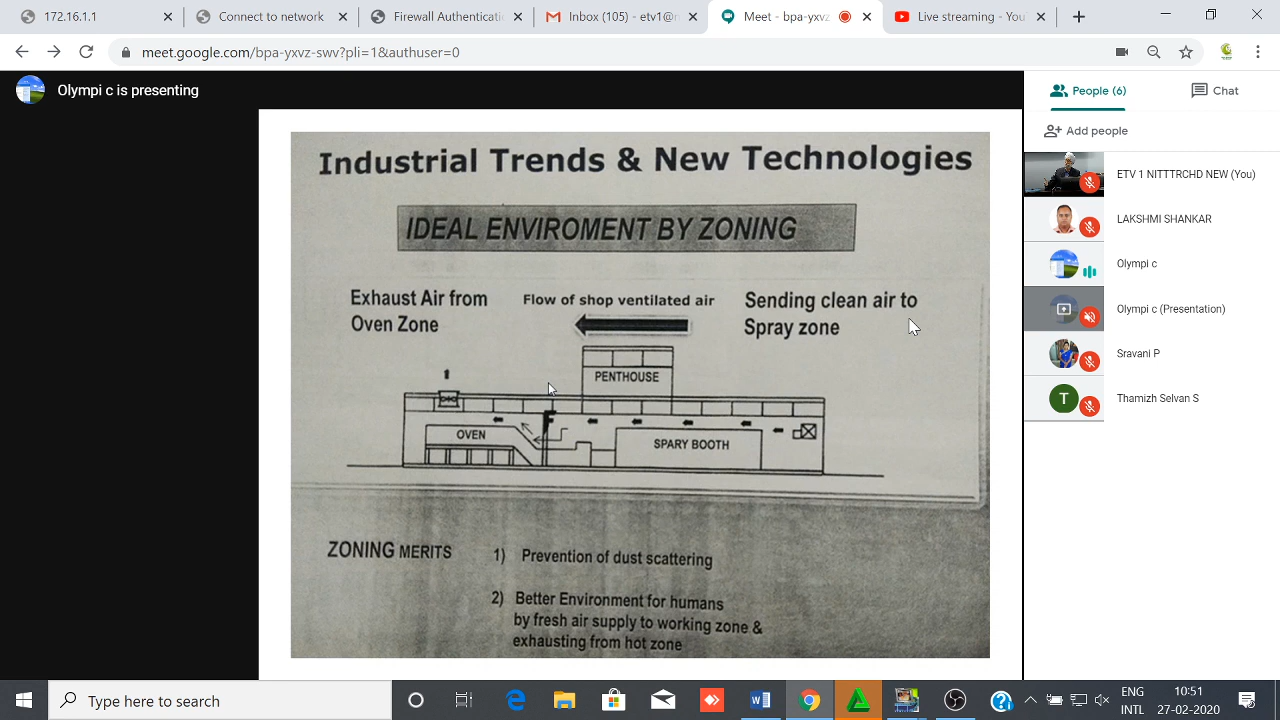 172.16.1.1
Connect to network
Firewall Authenticati
Inbox (105) - etv1@n
Meet - bpa-yxvz
Live streaming - You
meet.google.com/bpa-yxvz-swv?pli=1&authuser=0
Olympi c is presenting
People (6)
Chat
Add people
ETV 1 NITTTRCHD NEW (You)
LAKSHMI SHANKAR
Olympi c
Olympi c (Presentation)
Sravani P
T
Thamizh Selvan S
Industrial Trends & New Technologies
IDEAL ENVIROMENT BY ZONING
Exhaust Air from
Oven Zone
Flow of shop ventilated air
Sending clean air to
Spray zone
PENTHOUSE
OVEN
SPARY BOOTH
ZONING MERITS
1) Prevention of dust scattering
2) Better Environment for humans
by fresh air supply to working zone &
exhausting from hot zone
Type here to search
ENG
INTL
10:51
27-02-2020